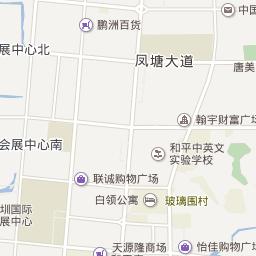 中国
鹏洲百货
展中心北
凤塘大道
唐美
翰宇财富广场
会展中心南
和平中英文
实验学校
联诚购物广场
白领公寓
玻璃围村
圳国际
展中心
天源隆商场
怡佳购物广场